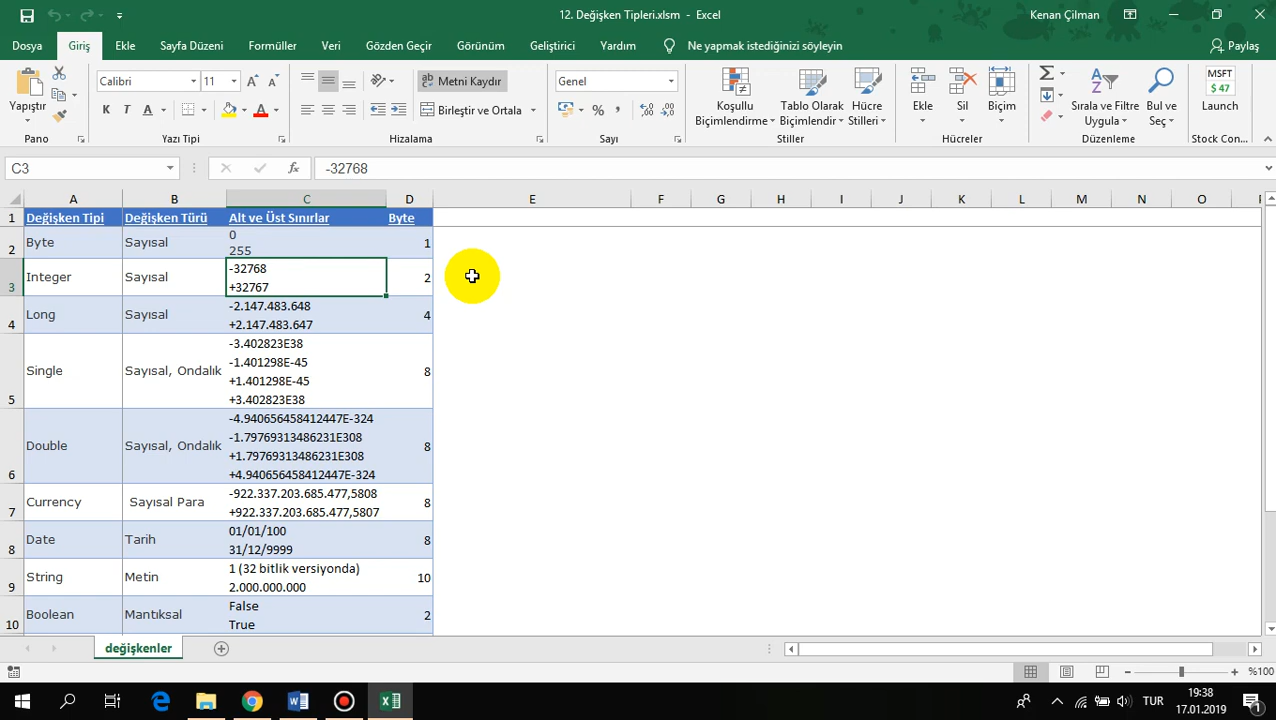 12. Değişken Tipleri.xlsm - Excel
Kenan Çilman
Dosya Giriş Ekle Sayfa Düzeni Formüller Veri Gözden Geçir Görünüm Geliştirici Yardım Ne yapmak istediğinizi söyleyin Paylaş
Yapıştır
Pano
Calibri 11
K T A
Yazı Tipi
Metni Kaydır
Birleştir ve Ortala
Hizalama
Genel
Sayı
Koşullu Biçimlendirme
Tablo Olarak Biçimlendir
Hücre Stilleri
Stiller
Ekle Sil Biçim
Hücreler
Sırala ve Filtre Uygula
Bul ve Seç
Düzenleme
MSFT
$ 47
Launch
Stock Con...
C3 fx -32768
A B C D E F G H I J K L M N O P
1 Değişken Tipi Değişken Türü Alt ve Üst Sınırlar Byte
2 Byte Sayısal 0
255 1
3 Integer Sayısal -32768
+32767 2
4 Long Sayısal -2.147.483.648
+2.147.483.647 4
5 Single Sayısal, Ondalık -3.402823E38
-1.401298E-45
+1.401298E-45
+3.402823E38 8
6 Double Sayısal, Ondalık -4.940656458412447E-324
-1.79769313486231E308
+1.79769313486231E308
+4.940656458412447E-324 8
7 Currency Sayısal Para -922.337.203.685.477,5808
+922.337.203.685.477,5807 8
8 Date Tarih 01/01/100
31/12/9999 8
9 String Metin 1 (32 bitlik versiyonda)
2.000.000.000 10
10 Boolean Mantıksal False
True 2
değişkenler
%100
TUR
19:38
17.01.2019
1